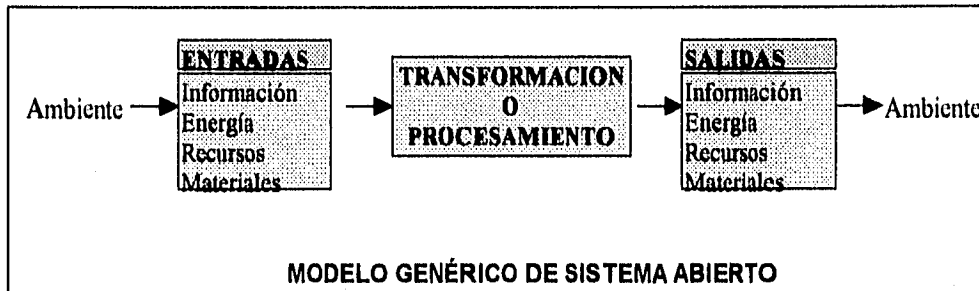 Ambiente
ENTRADAS
Información
Energía
Recursos
Materiales
TRANSFORMACION
O
PROCESAMIENTO
SALIDAS
Información
Energía
Recursos
Materiales
Ambiente
MODELO GENÉRICO DE SISTEMA ABIERTO